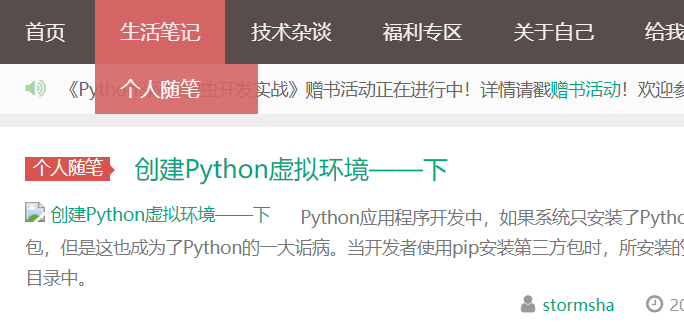 首页 生活笔记 技术杂谈 福利专区 关于自己 给我
个人随笔
《Python 开发实战》赠书活动正在进行中！详情请戳赠书活动！欢迎参
个人随笔 创建Python虚拟环境——下
创建Python虚拟环境——下 Python应用程序开发中，如果系统只安装了Pytho
包，但是这也成为了Python的一大诟病。当开发者使用pip安装第三方包时，所安装的
目录中。
stormsha 20